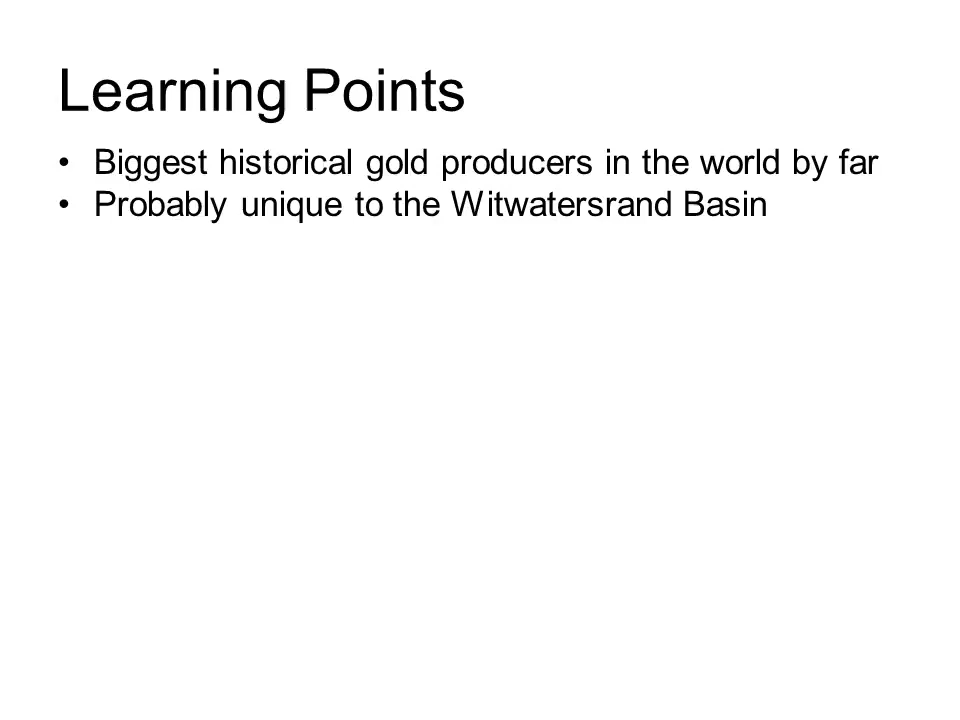 Learning Points
• Biggest historical gold producers in the world by far
• Probably unique to the Witwatersrand Basin